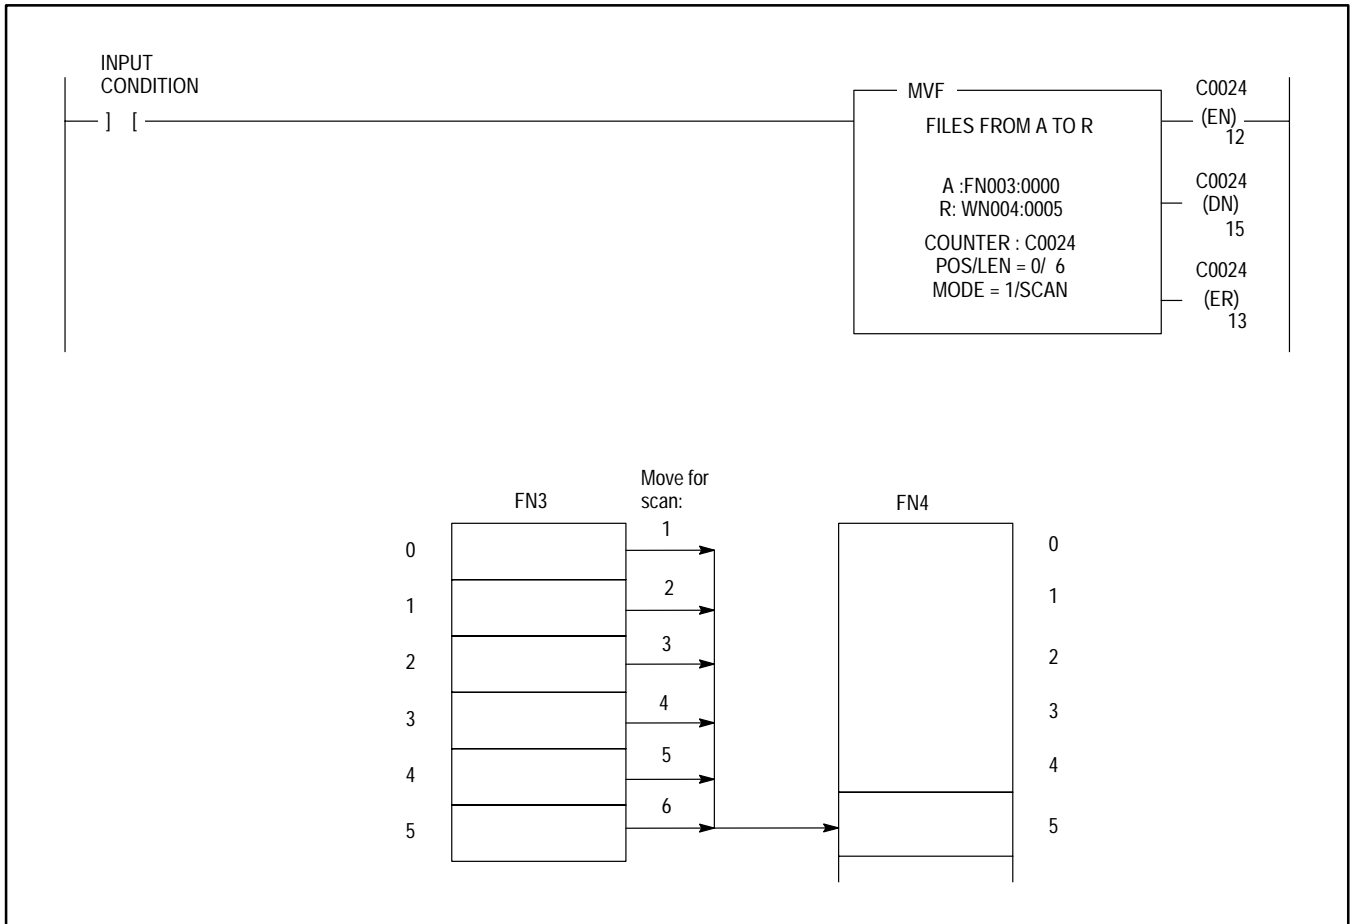 INPUT
CONDITION
] [
MVF
FILES FROM A TO R
A :FN003:0000
R: WN004:0005
COUNTER : C0024
POS/LEN = 0/ 6
MODE = 1/SCAN
C0024
(EN)
12
C0024
(DN)
15
C0024
(ER)
13
FN3
Move for
scan:
FN4
1
0
0
2
1
1
3
2
2
4
3
3
5
4
4
6
5
5